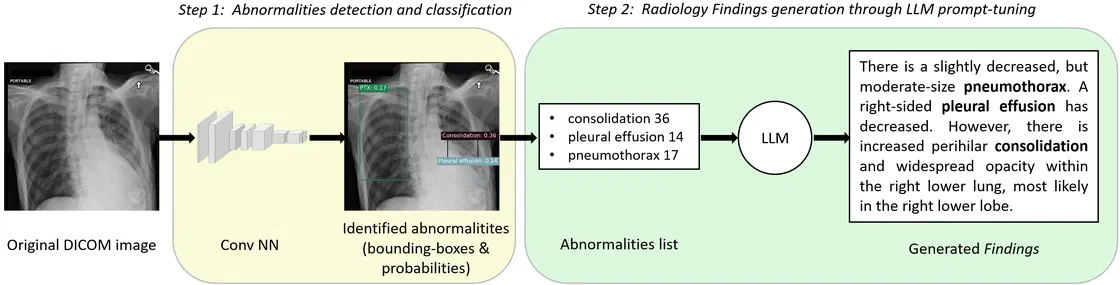 Step 1: Abnormalities detection and classification
Step 2: Radiology Findings generation through LLM prompt-tuning
PORTABLE
Original DICOM image
Conv NN
PORTABLE
PTX: 0.17
Consolidation: 0.36
Pleural effusion: 0.14
Identified abnormalitites
(bounding-boxes &
probabilities)
• consolidation 36
• pleural effusion 14
• pneumothorax 17
Abnormalities list
LLM
There is a slightly decreased, but
moderate-size pneumothorax. A
right-sided pleural effusion has
decreased. However, there is
increased perihilar consolidation
and widespread opacity within
the right lower lung, most likely
in the right lower lobe.
Generated Findings